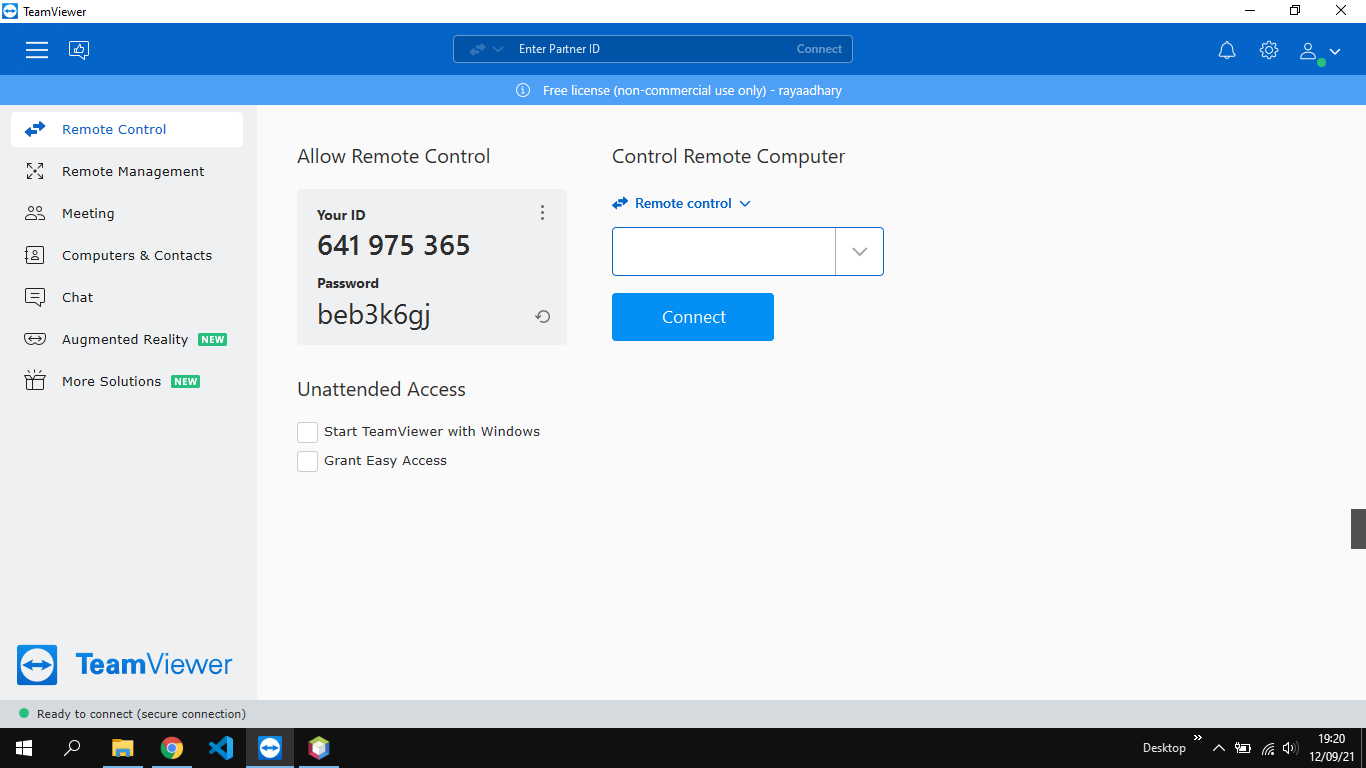 TeamViewer
Enter Partner ID
Connect
Free license (non-commercial use only) - rayaadhary
Remote Control
Remote Management
Meeting
Computers & Contacts
Chat
Augmented Reality NEW
More Solutions NEW
Allow Remote Control
Your ID
641 975 365
Password
beb3k6gj
Unattended Access
Start TeamViewer with Windows
Grant Easy Access
Control Remote Computer
Remote control
Connect
TeamViewer
Ready to connect (secure connection)
Desktop
19:20
12/09/21